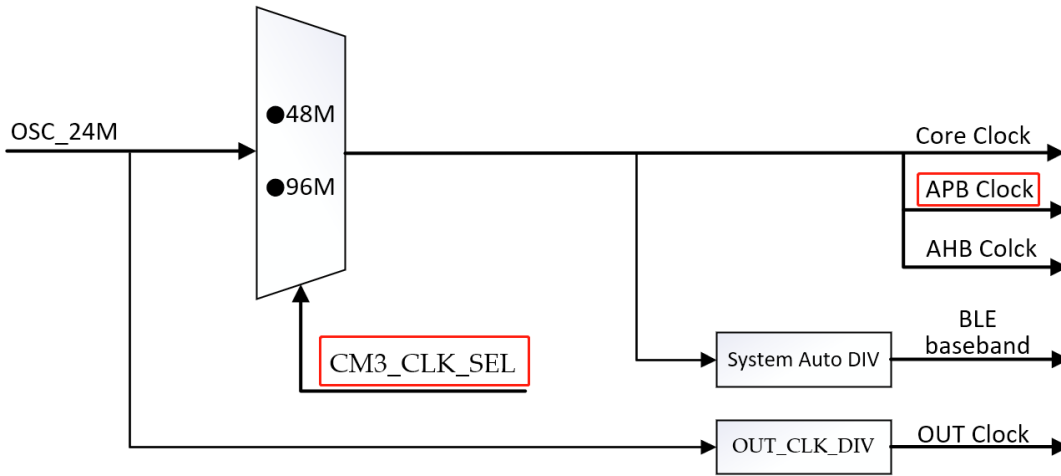 OSC_24M
●48M
●96M
Core Clock
APB Clock
AHB Colck
CM3_CLK_SEL
BLE
baseband
System Auto DIV
OUT_CLK_DIV
OUT Clock